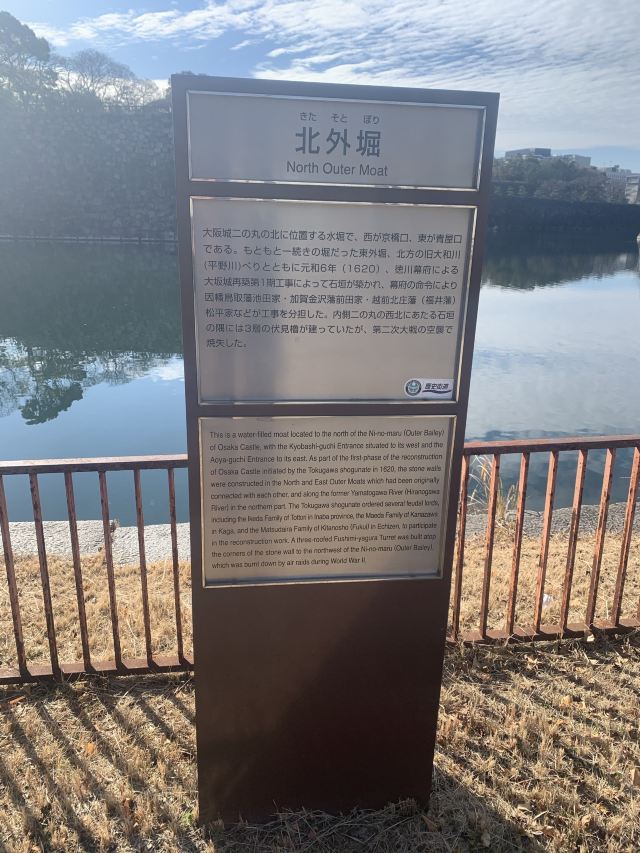 きた そと ぼり
北外堀
North Outer Moat
大阪城二の丸の北に位置する水堀で、西が京橋口、東が青屋口
である。もともと一続きの堀だった東外堀、北方の旧大和川
(平野川)べりとともに元和6年(1620)、徳川幕府による
大坂城再築第1期工事によって石垣が築かれ、幕府の命令により
因幡鳥取藩池田家・加賀金沢藩前田家・越前北庄藩(福井藩)
松平家などが工事を分担した。内側二の丸の西北にあたる石垣
の隅には3層の伏見櫓が建っていたが、第二次大戦の空襲で
焼失した。
歴史街道
This is a water-filled moat located to the north of the Ni-no-maru (Outer Bailey)
of Osaka Castle, with the Kyobashi-guchi Entrance situated to its west and the
Aoya-guchi Entrance to its east. As part of the first-phase of the reconstruction
of Osaka Castle initiated by the Tokugawa shogunate in 1620, the stone walls
were constructed in the North and East Outer Moats which had been originally
connected with each other, and along the former Yamatogawa River (Hiranogawa
River) in the northern part. The Tokugawa shogunate ordered several feudal lords,
including the Ikeda Family of Tottori in Inaba province, the Maeda Family of Kanazawa
in Kaga, and the Matsudaira Family of Kitanosho (Fukui) in Echizen, to participate
in the reconstruction work. A three-roofed Fushimi-yagura Turret was built atop
the corners of the stone wall to the northwest of the Ni-no-maru (Outer Bailey),
which was burnt down by air raids during World War II.